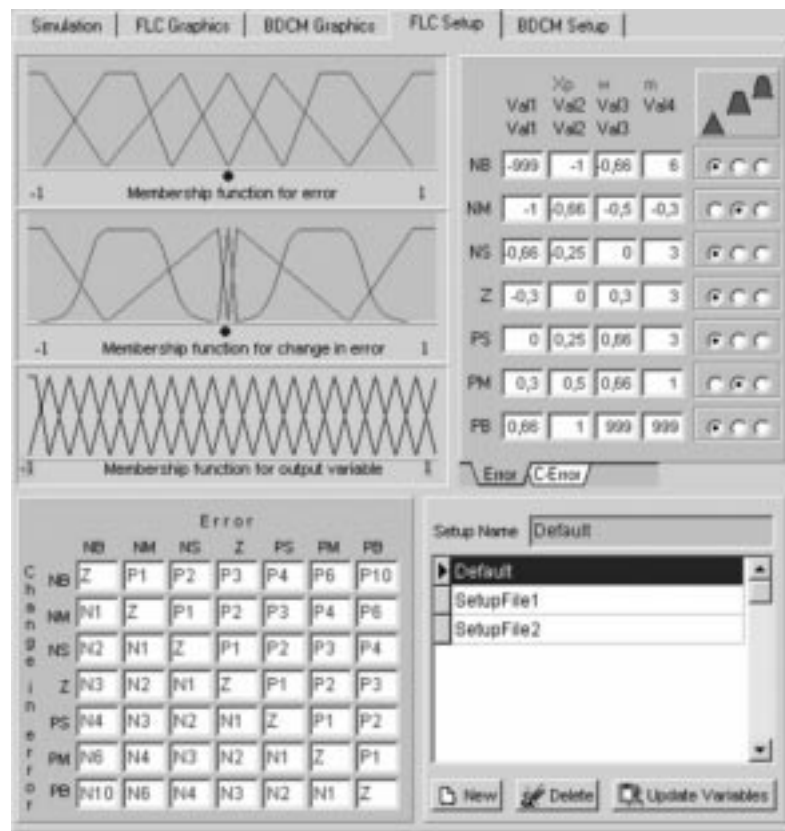 Simulation FLC Graphics BDCM Graphics FLC Setup BDCM Setup
-1 Membership function for error 1
-1 Membership function for change in error 1
-1 Membership function for output variable 1
Xp w m
Val1 Val2 Val3 Val4
Val1 Val2 Val3
NB -999 -1 -0,66 6
NM -1 -0,66 -0,5 -0,3
NS -0,66 -0,25 0 3
Z -0,3 0 0,3 3
PS 0 0,25 0,66 3
PM 0,3 0,5 0,66 1
PB 0,66 1 999 999
Error C-Error
Error
NB NM NS Z PS PM PB
Change in error
NB Z P1 P2 P3 P4 P6 P10
NM N1 Z P1 P2 P3 P4 P6
NS N2 N1 Z P1 P2 P3 P4
Z N3 N2 N1 Z P1 P2 P3
PS N4 N3 N2 N1 Z P1 P2
PM N6 N4 N3 N2 N1 Z P1
PB N10 N6 N4 N3 N2 N1 Z
Setup Name Default
Default
SetupFile1
SetupFile2
New Delete Update Variables